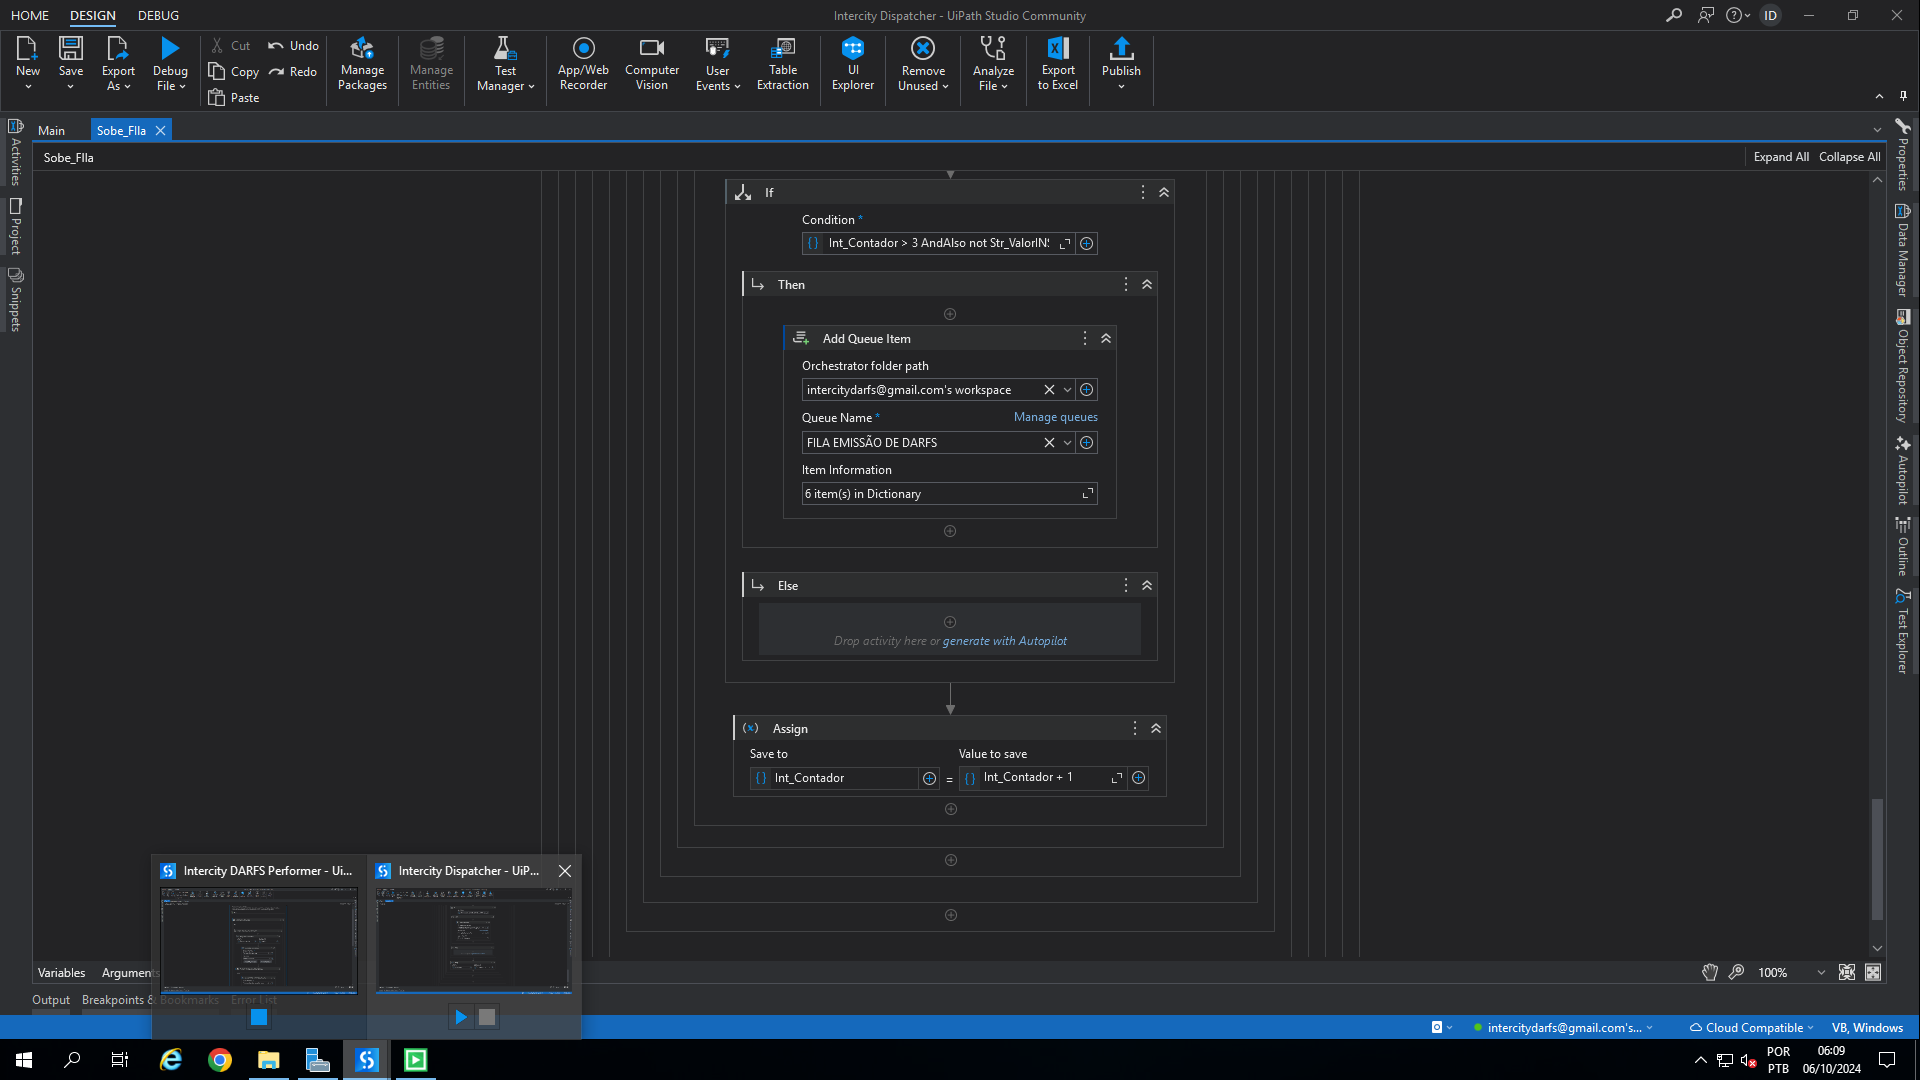 HOME
DESIGN
DEBUG
Intercity Dispatcher - UiPath Studio Community
ID
New
Save
Export
As
Debug
File
Cut
Copy
Paste
Undo
Redo
Manage
Packages
Manage
Entities
Test
Manager
App/Web
Recorder
Computer
Vision
User
Events
Table
Extraction
UI
Explorer
Remove
Unused
Analyze
File
Export
to Excel
Publish
Activities
Project
Snippets
Main
Sobe_FIla
Sobe_FIla
Expand All
Collapse All
If
Condition *
Int_Contador > 3 AndAlso not Str_ValorIN
Then
Add Queue Item
Orchestrator folder path
intercitydarfs@gmail.com's workspace
Queue Name *
Manage queues
FILA EMISSÃO DE DARFS
Item Information
6 item(s) in Dictionary
Else
Drop activity here or generate with Autopilot
Assign
Save to
Value to save
Int_Contador
=
Int_Contador + 1
Properties
Data Manager
Object Repository
Autopilot
Outline
Test Explorer
Intercity DARFS Performer - Ui...
Intercity Dispatcher - UiP...
Variables
Arguments
100%
Output
Breakpoints & Bookmarks
Error List
intercitydarfs@gmail.com's...
Cloud Compatible
VB, Windows
POR
PTB
06:09
06/10/2024